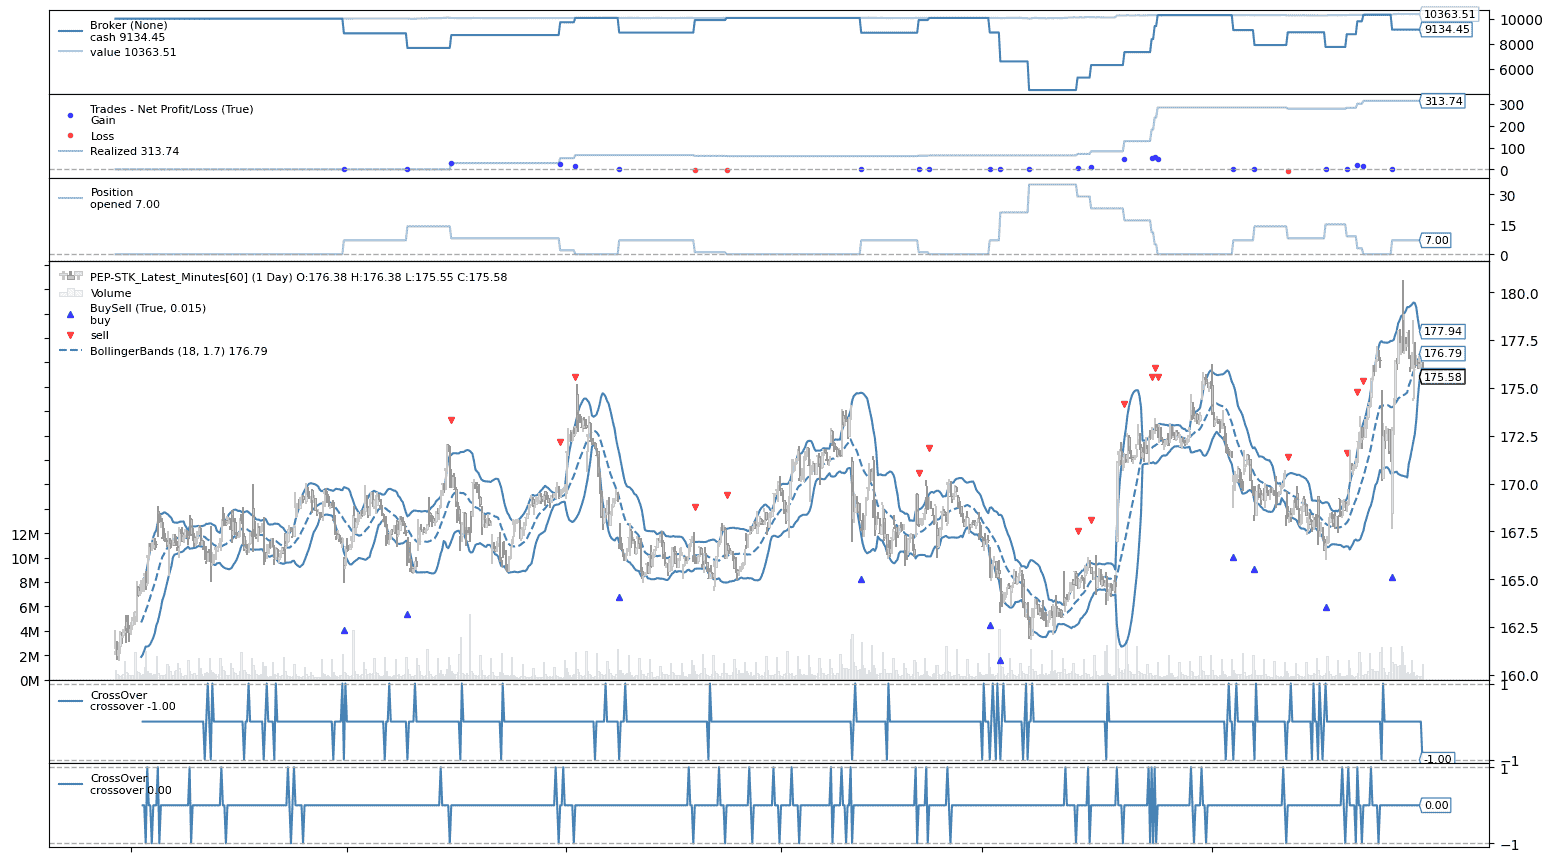 Broker (None)
cash 9134.45
value 10363.51
10363.51
9134.45
10000
8000
6000
Trades - Net Profit/Loss (True)
Gain
Loss
Realized 313.74
313.74
300
200
100
0
Position
opened 7.00
7.00
30
15
0
PEP-STK_Latest_Minutes[60] (1 Day) O:176.38 H:176.38 L:175.55 C:175.58
Volume
BuySell (True, 0.015)
buy
sell
BollingerBands (18, 1.7) 176.79
177.94
176.79
175.58
180.0
177.5
175.0
172.5
170.0
167.5
165.0
162.5
160.0
12M
10M
8M
6M
4M
2M
0M
CrossOver
crossover -1.00
1
-1.00
−1
CrossOver
crossover 0.00
1
0.00
−1